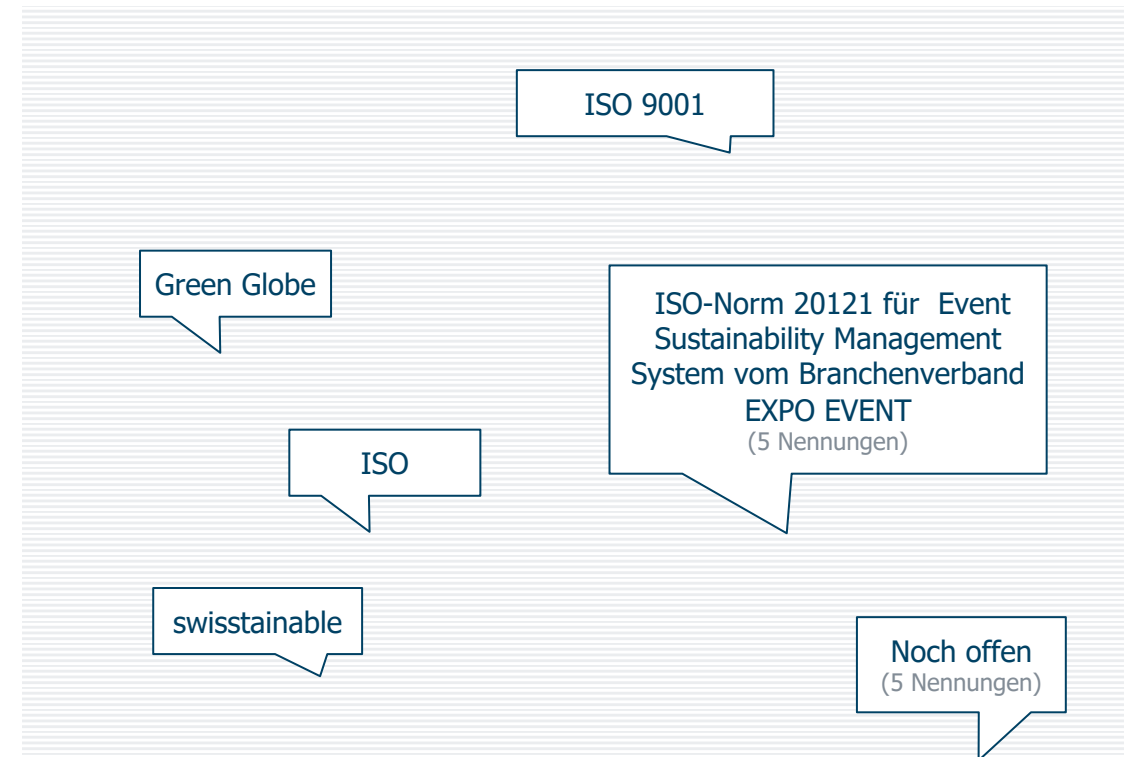 ISO 9001
Green Globe
ISO-Norm 20121 für Event
Sustainability Management
System vom Branchenverband
EXPO EVENT
(5 Nennungen)
ISO
swisstainable
Noch offen
(5 Nennungen)